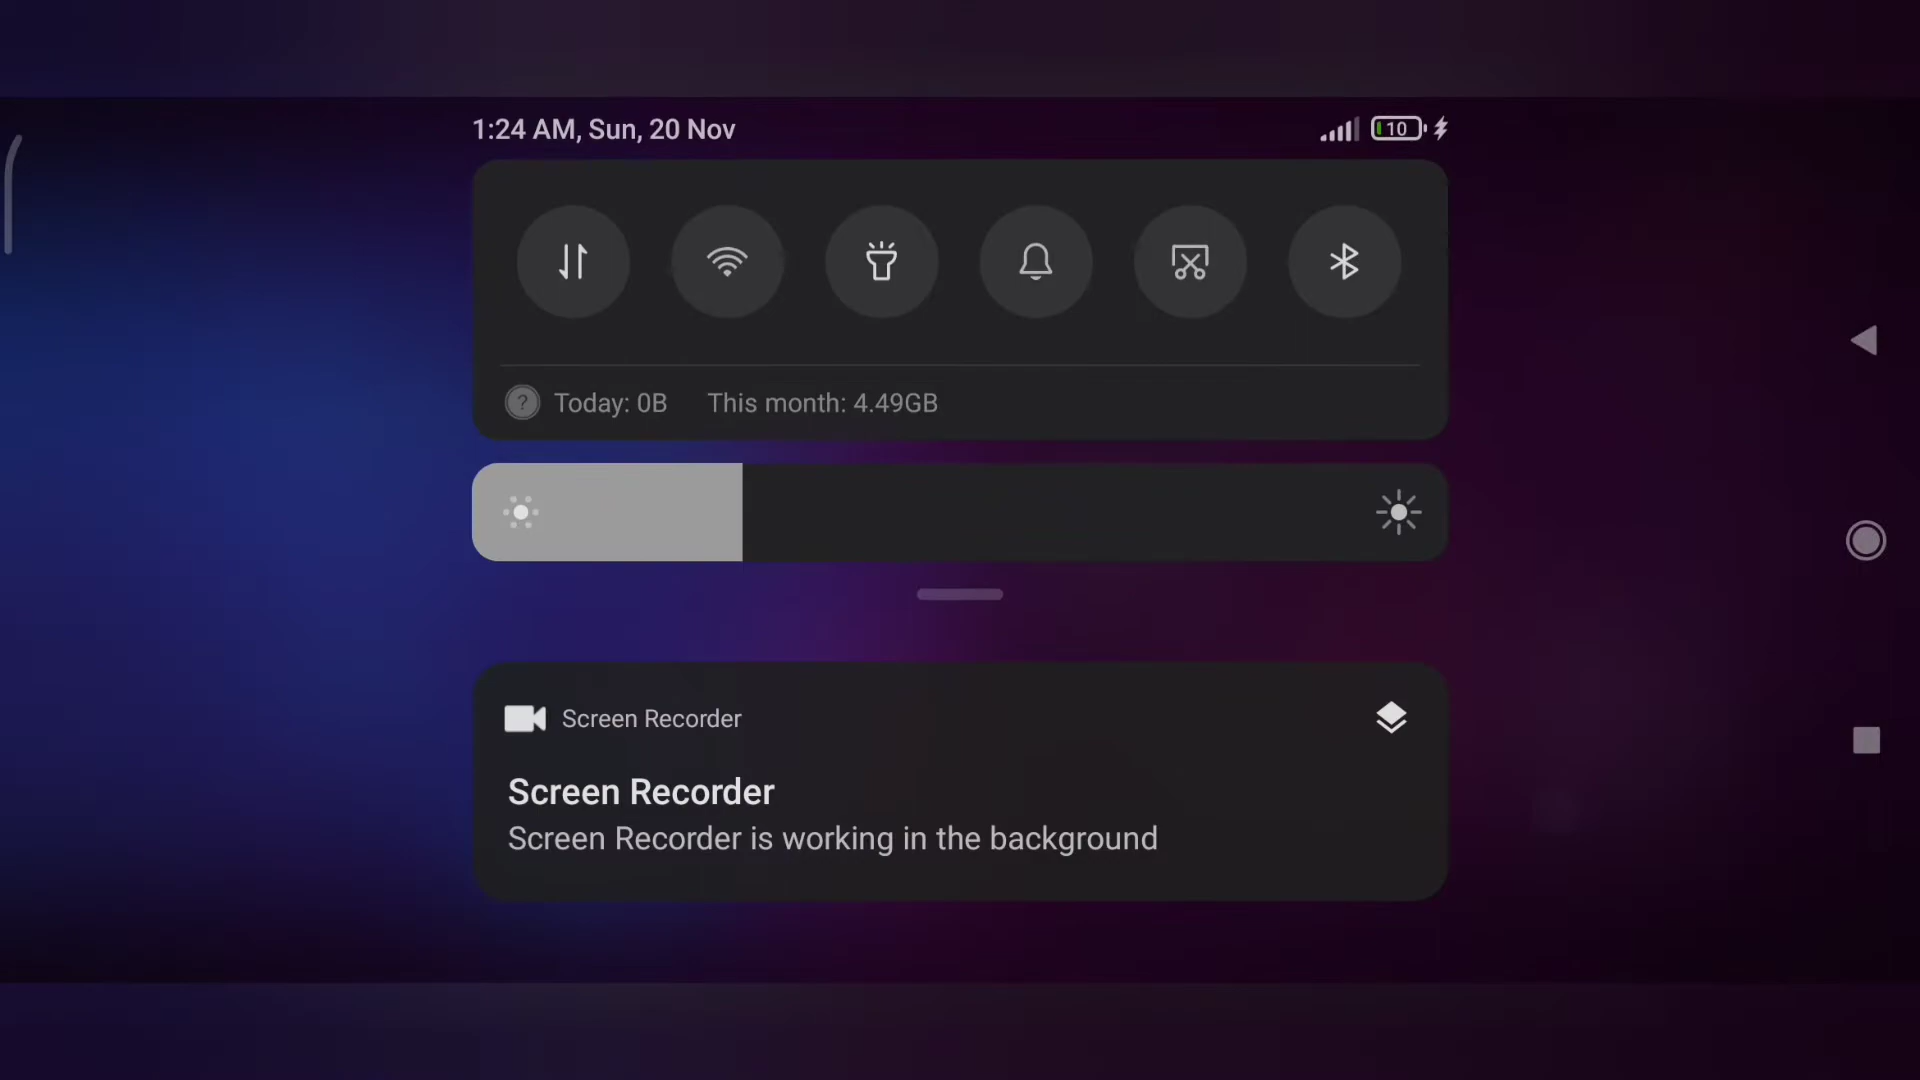 1:24 AM, Sun, 20 Nov
10
?
Today: 0B This month: 4.49GB
Screen Recorder
Screen Recorder
Screen Recorder is working in the background